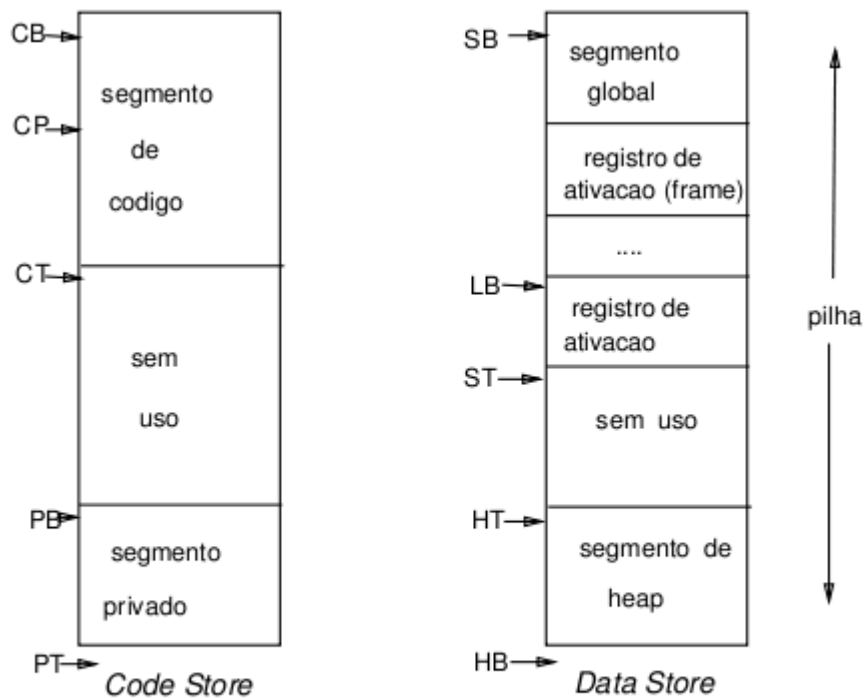 CB
segmento
CP
de
codigo
CT
sem
uso
PB
segmento
privado
PT
Code Store
SB
segmento
global
registro de
ativacao (frame)
....
LB
registro de
ativacao
ST
sem uso
HT
segmento de
heap
HB
Data Store
pilha